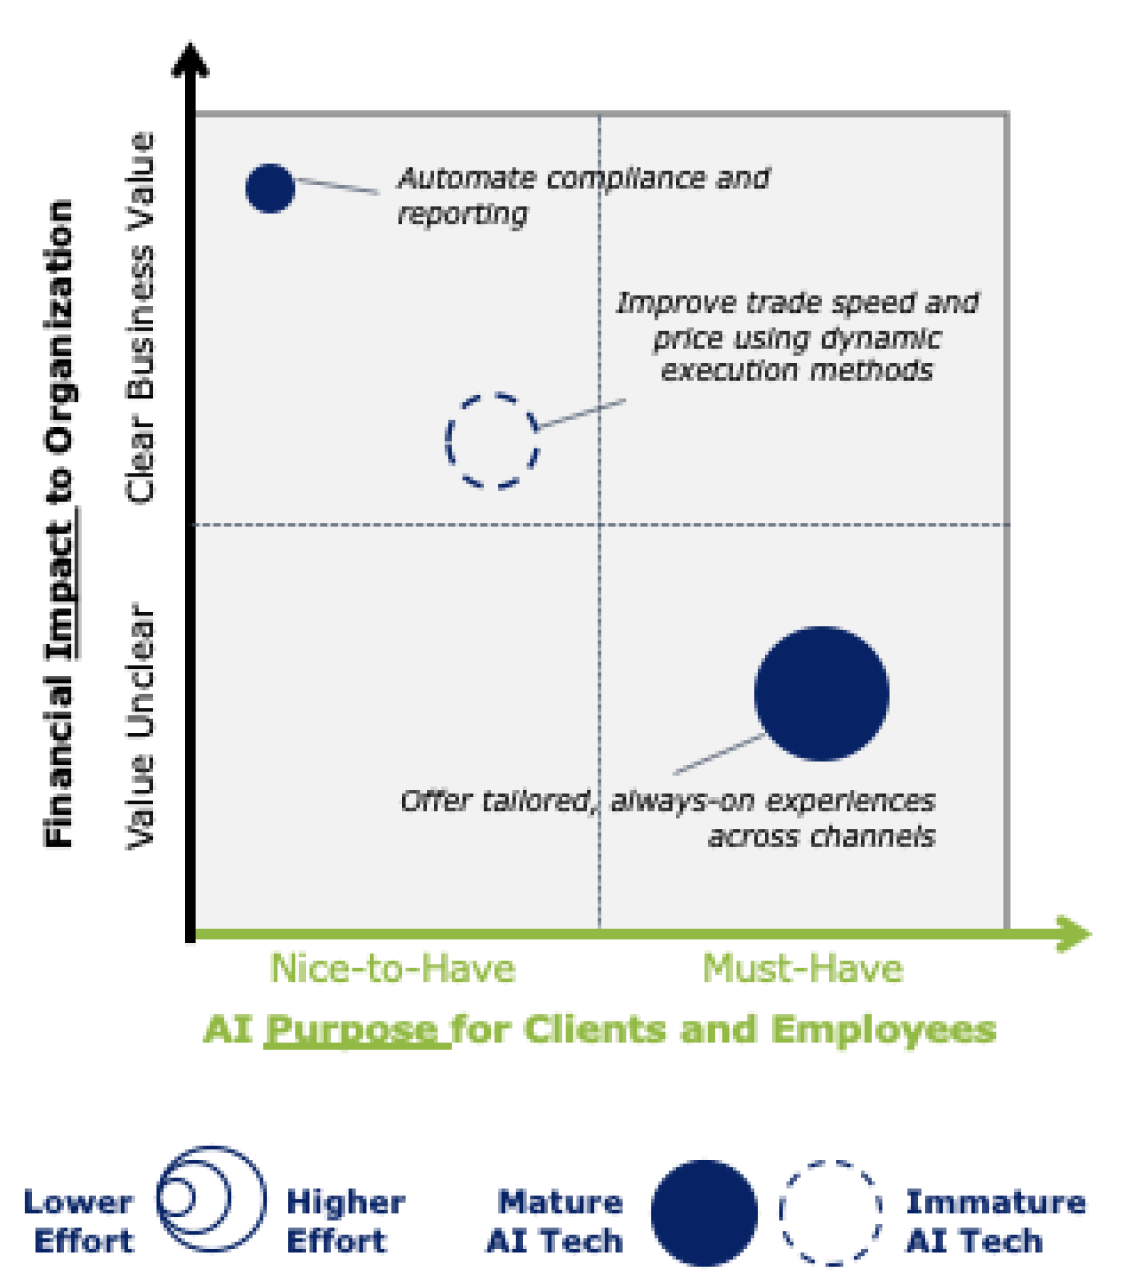 Financial Impact to Organization
Clear Business Value
Value Unclear
Automate compliance and
reporting
Improve trade speed and
price using dynamic
execution methods
Offer tailored, always-on experiences
across channels
Nice-to-Have
Must-Have
AI Purpose for Clients and Employees
Lower
Effort
Higher
Effort
Mature
AI Tech
Immature
AI Tech